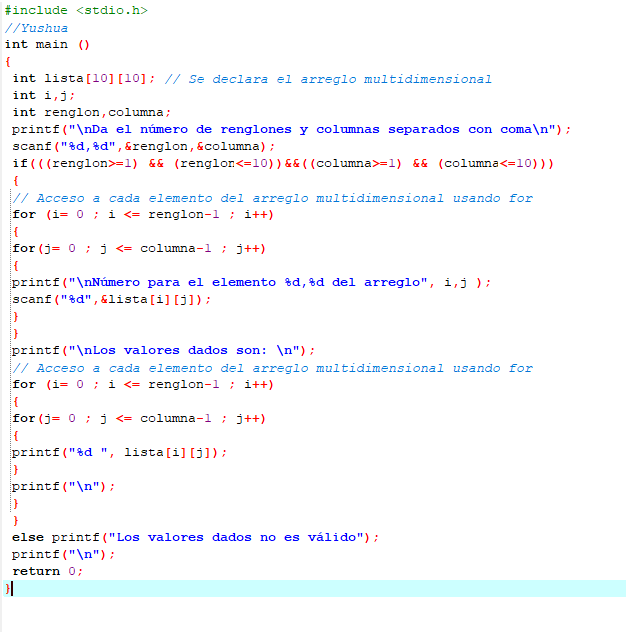 #include <stdio.h>
//Yushua
int main ()
{
int lista[10][10]; // Se declara el arreglo multidimensional
int i,j;
int renglon,columna;
printf("\nDa el número de renglones y columnas separados con coma\n");
scanf("%d,%d",&renglon,&columna);
if(((renglon>=1) && (renglon<=10))&&((columna>=1) && (columna<=10)))
{
// Acceso a cada elemento del arreglo multidimensional usando for
for (i= 0 ; i <= renglon-1 ; i++)
{
for(j= 0 ; j <= columna-1 ; j++)
{
printf("\nNúmero para el elemento %d,%d del arreglo", i,j );
scanf("%d",&lista[i][j]);
}
}
printf("\nLos valores dados son: \n");
// Acceso a cada elemento del arreglo multidimensional usando for
for (i= 0 ; i <= renglon-1 ; i++)
{
for(j= 0 ; j <= columna-1 ; j++)
{
printf("%d ", lista[i][j]);
}
printf("\n");
}
}
else printf("Los valores dados no es válido");
printf("\n");
return 0;
}